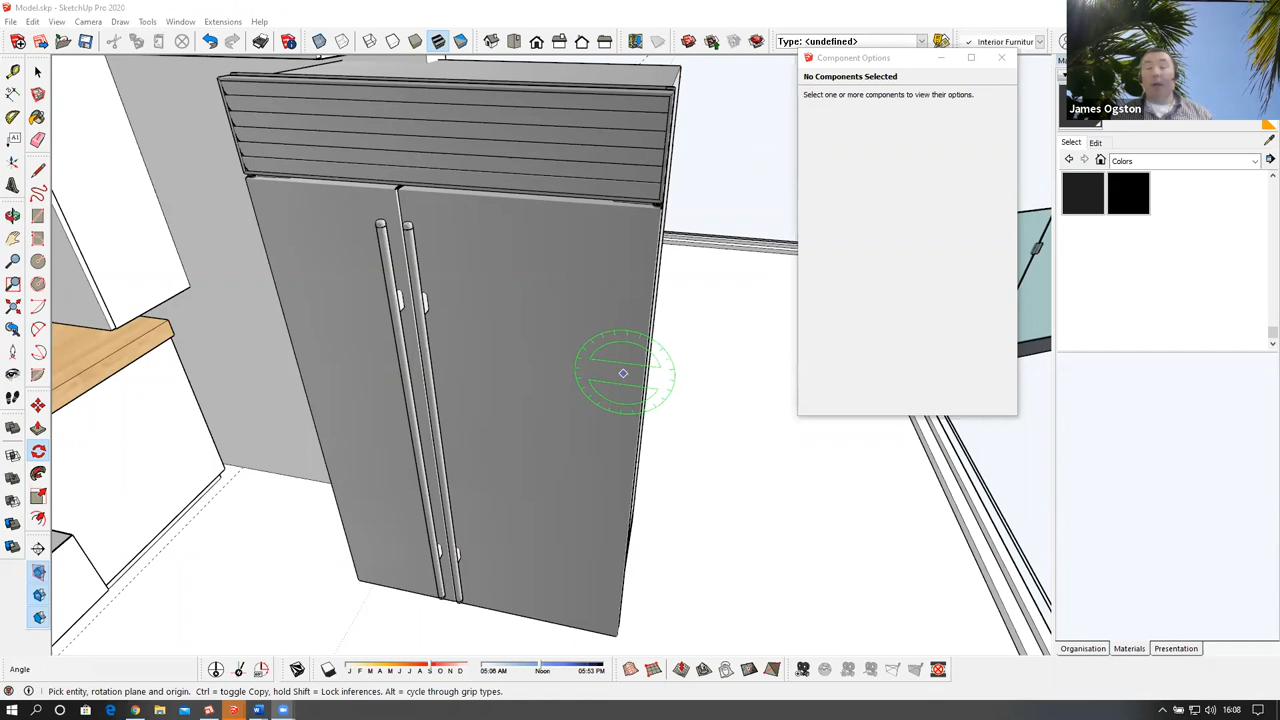 Model.skp - SketchUp Pro 2020
File Edit View Camera Draw Tools Window Extensions Help
Type: <undefined>
Interior Furnitur
Component Options
No Components Selected
Select one or more components to view their options.
James Ogston
Select Edit
Colors
A1
Organisation Materials Presentation
Angle
J F M A M J J A S O N D
05:06 AM Noon 05:53 PM
Pick entity, rotation plane and origin. Ctrl = toggle Copy, hold Shift = Lock inferences. Alt = cycle through grip types.
16:08